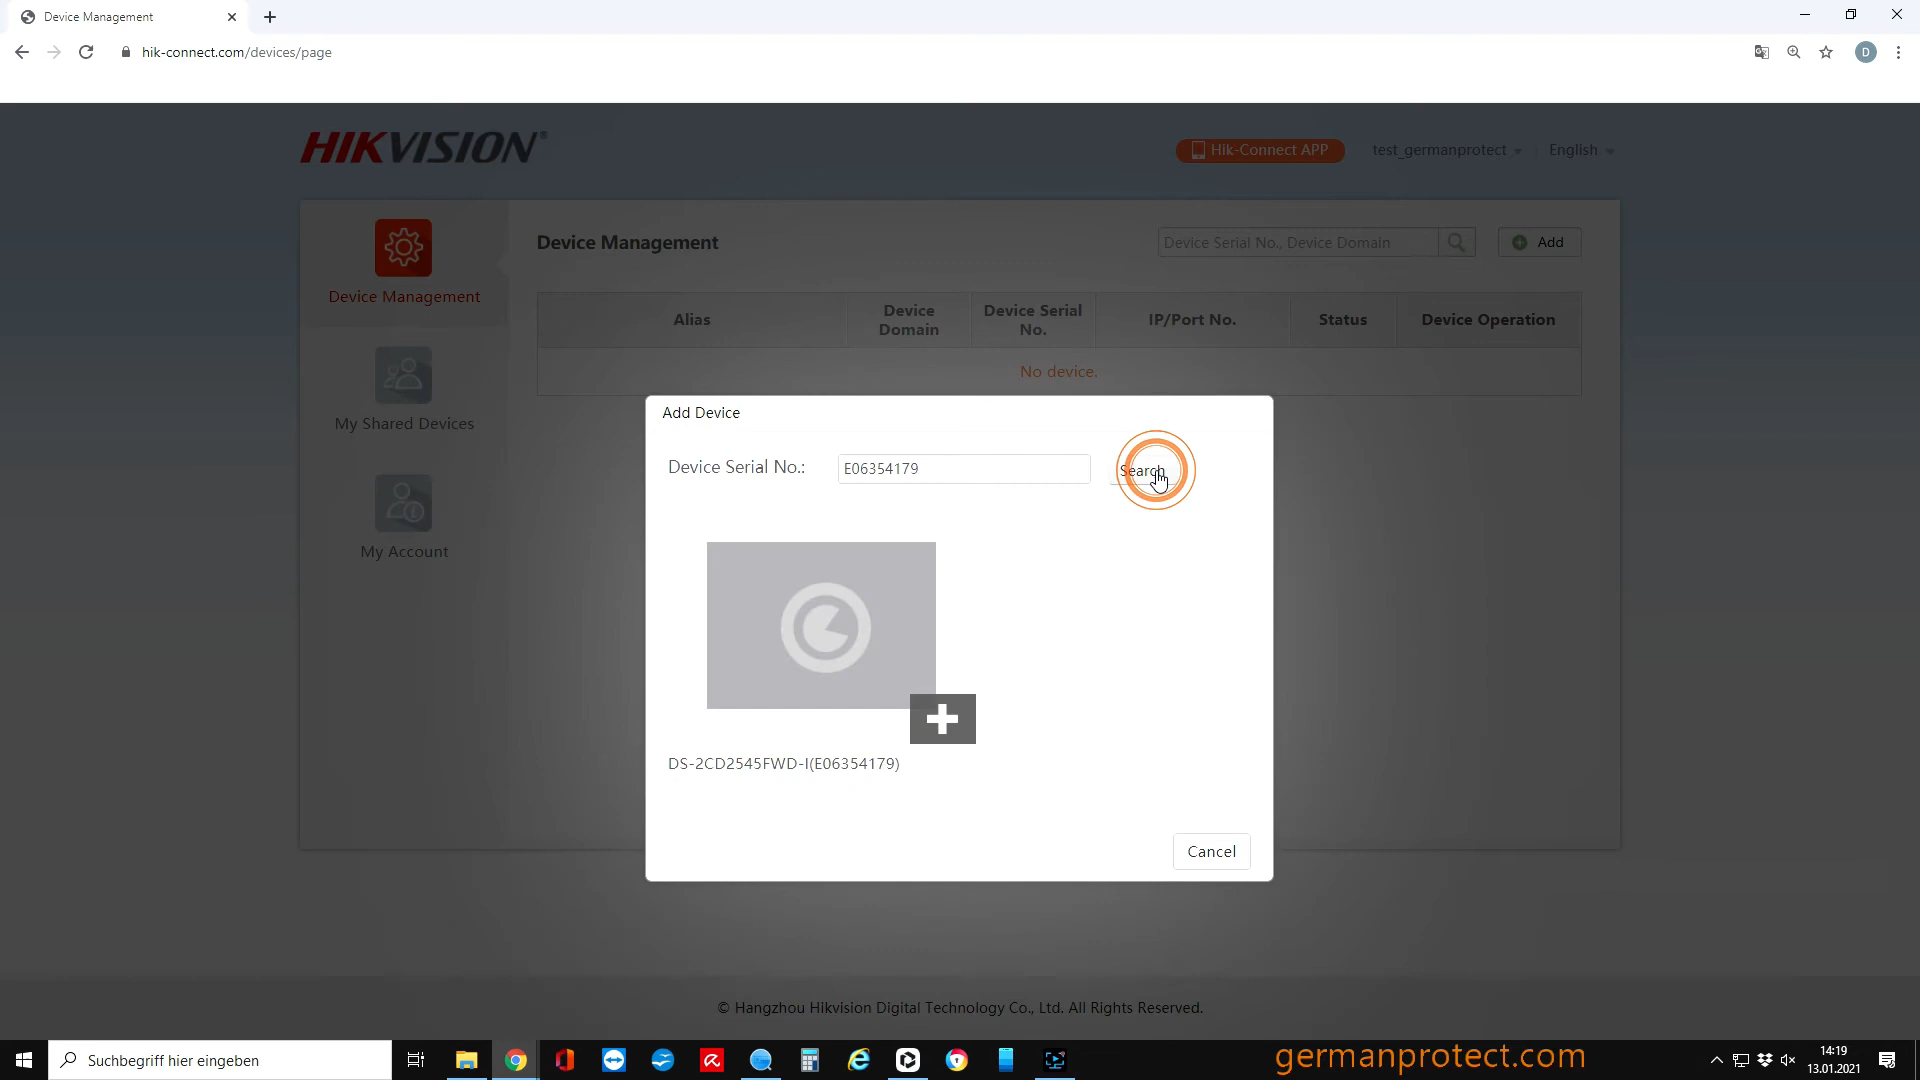 Device Management
hik-connect.com/devices/page
D
HIKVISION®
Hik-Connect APP
test_germanprotect
English
Device Management
My Shared Devices
My Account
Device Management
Device Serial No., Device Domain
Add
Alias
Device Domain
Device Serial No.
IP/Port No.
Status
Device Operation
No device.
Add Device
Device Serial No.:
E06354179
Search
DS-2CD2545FWD-I(E06354179)
Cancel
© Hangzhou Hikvision Digital Technology Co., Ltd. All Rights Reserved.
Suchbegriff hier eingeben
germanprotect.com
14:19
13.01.2021